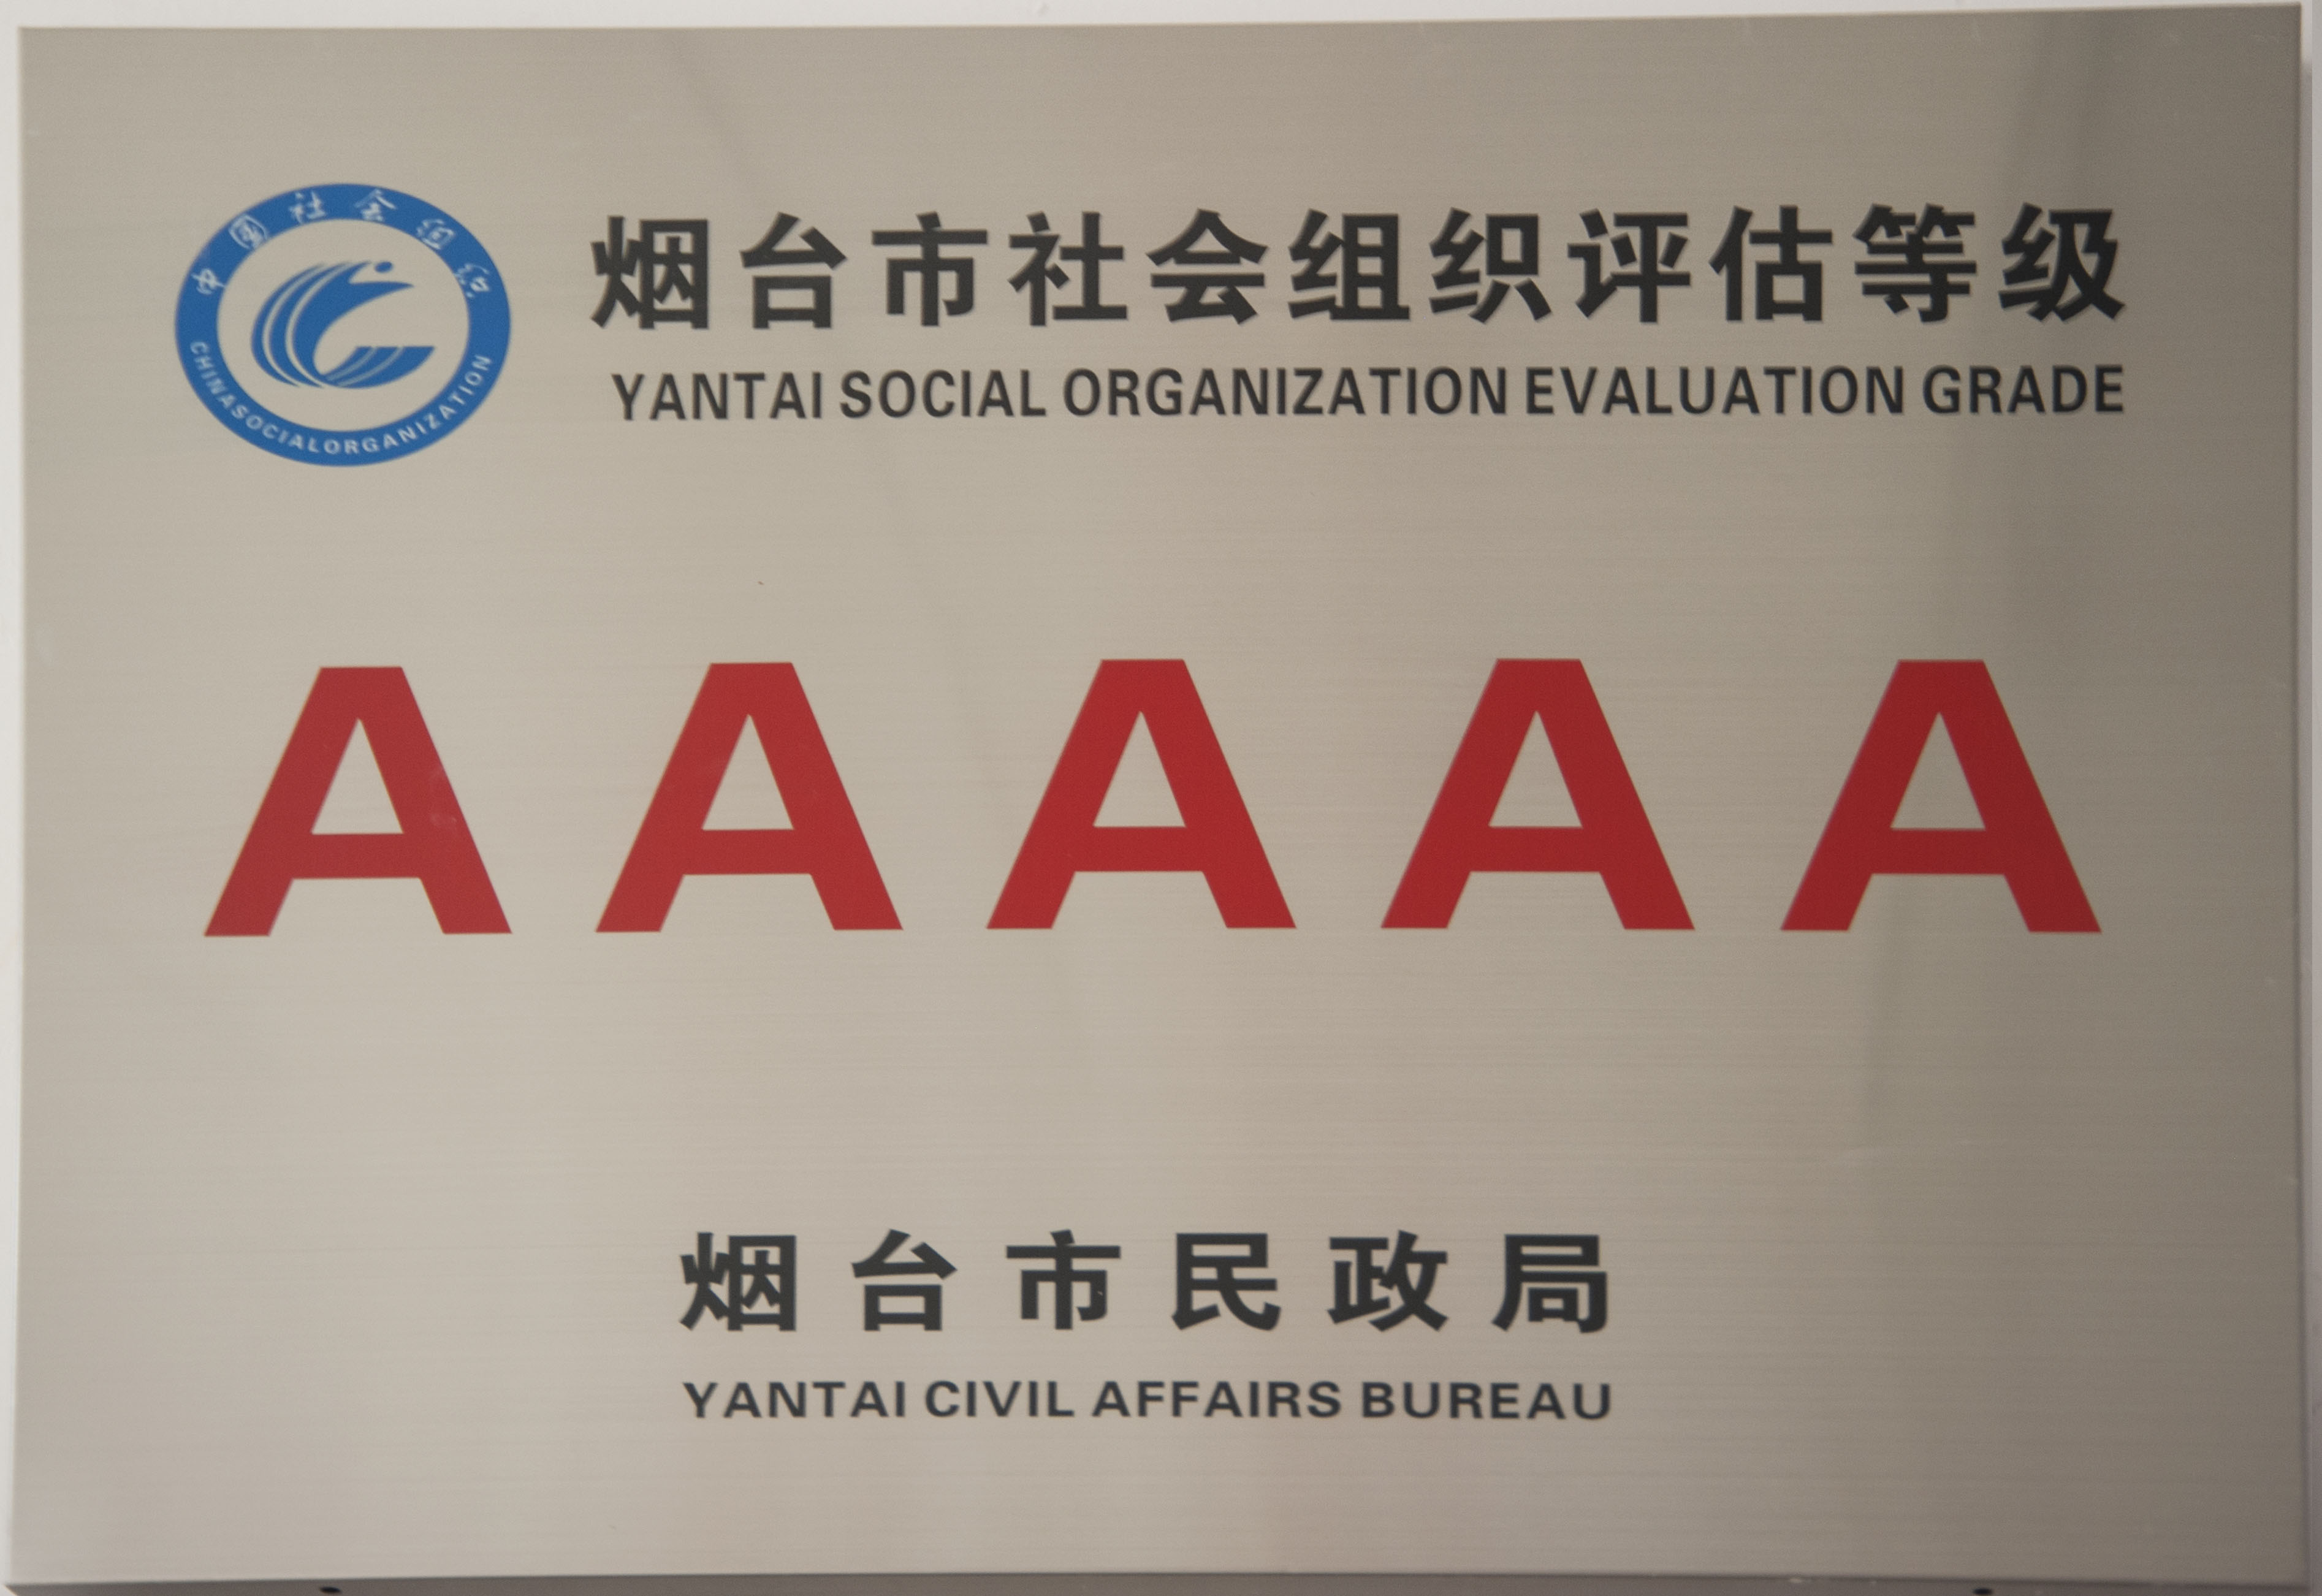 中国社会组织
CHINASOCIALORGANIZATION
烟台市社会组织评估等级
YANTAI SOCIAL ORGANIZATION EVALUATION GRADE
A A A A A
烟台市民政局
YANTAI CIVIL AFFAIRS BUREAU